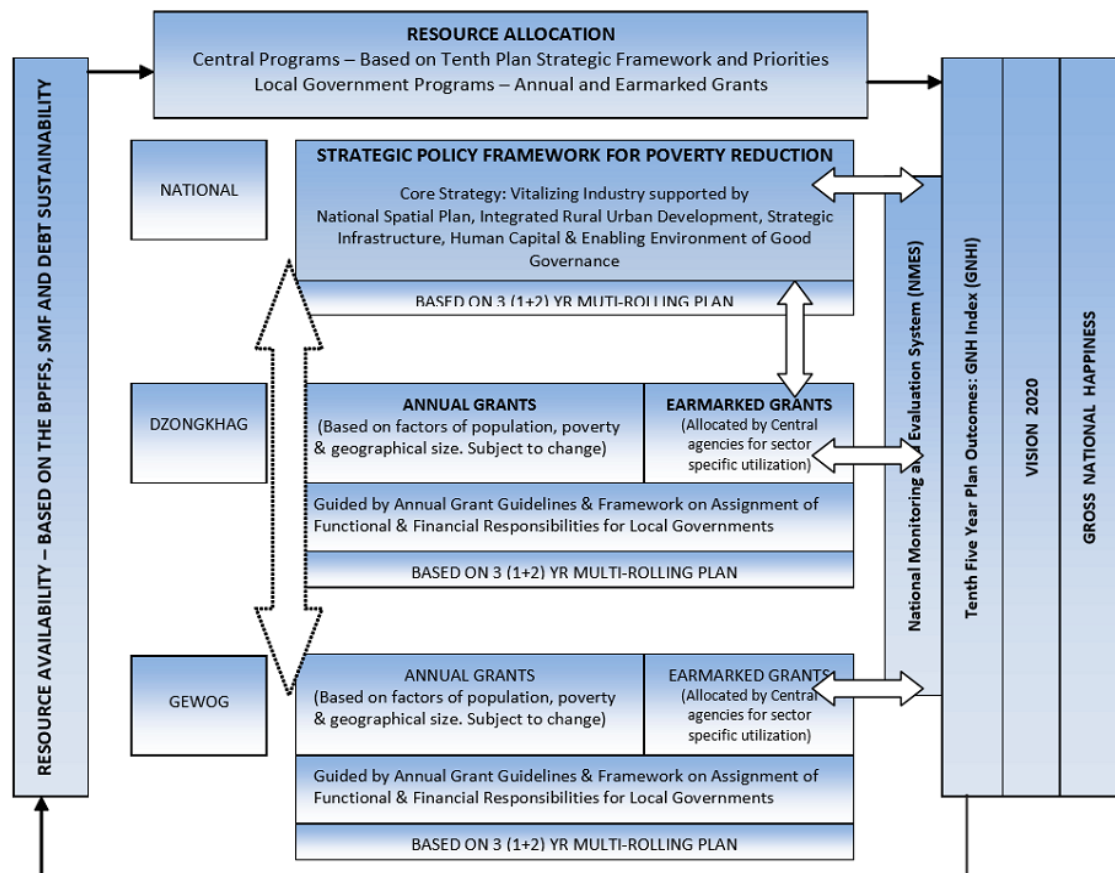 RESOURCE ALLOCATION
Central Programs – Based on Tenth Plan Strategic Framework and Priorities
Local Government Programs – Annual and Earmarked Grants
RESOURCE AVAILABILITY – BASED ON THE BPFFS, SMF AND DEBT SUSTAINABILITY
NATIONAL
STRATEGIC POLICY FRAMEWORK FOR POVERTY REDUCTION
Core Strategy: Vitalizing Industry supported by
National Spatial Plan, Integrated Rural Urban Development, Strategic
Infrastructure, Human Capital & Enabling Environment of Good
Governance
BASED ON 3 (1+2) YR MUTI-ROLLING PLAN
DZONGKHAG
ANNUAL GRANTS
(Based on factors of population, poverty
& geographical size. Subject to change)
EARMARKED GRANTS
(Allocated by Central
agencies for sector
specific utilization)
Guided by Annual Grant Guidelines & Framework on Assignment of
Functional & Financial Responsibilities for Local Governments
BASED ON 3 (1+2) YR MULTI-ROLLING PLAN
GEWOG
ANNUAL GRANTS
(Based on factors of population, poverty
& geographical size. Subject to change)
EARMARKED GRANTS
(Allocated by Central
agencies for sector
specific utilization)
Guided by Annual Grant Guidelines & Framework on Assignment of
Functional & Financial Responsibilities for Local Governments
BASED ON 3 (1+2) YR MULTI-ROLLING PLAN
National Monitoring and Evaluation System (NMES)
Tenth Five Year Plan Outcomes: GNH Index (GNHI)
VISION 2020
GROSS NATIONAL HAPPINESS